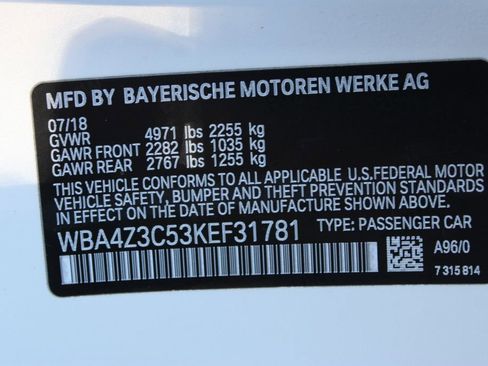 MFD BY BAYERISCHE MOTOREN WERKE AG
07/18
GVWR 4971 lbs 2255 kg
GAWR FRONT 2282 lbs 1035 kg
GAWR REAR 2767 lbs 1255 kg
THIS VEHICLE CONFORMS TO ALL APPLICABLE U.S.FEDERAL MOTOR
VEHICLE SAFETY, BUMPER AND THEFT PREVENTION STANDARDS
IN EFFECT ON THE DATE OF MANUFACTURE SHOWN ABOVE.
WBA4Z3C53KEF31781 TYPE: PASSENGER CAR
A96/0
7 315 814